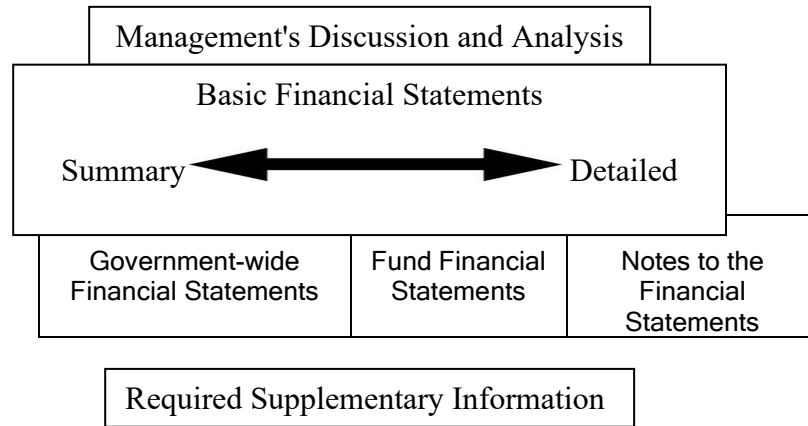 Management's Discussion and Analysis
Basic Financial Statements
Summary Detailed
Government-wide
Financial Statements
Fund Financial
Statements
Notes to the
Financial
Statements
Required Supplementary Information